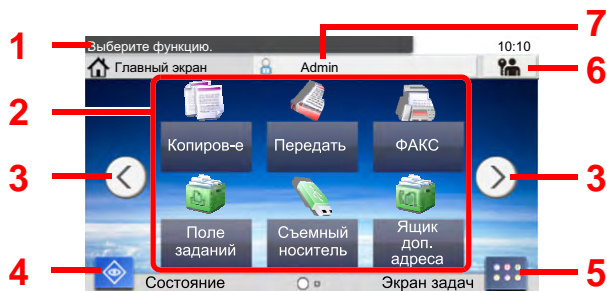 7
1
Выберите функцию.
10:10
Главный экран
Admin
6
2
Копиров-е
Передать
ФАКС
3
3
Поле
заданий
Съемный
носитель
Ящик
доп.
адреса
4
Состояние
Экран задач
5